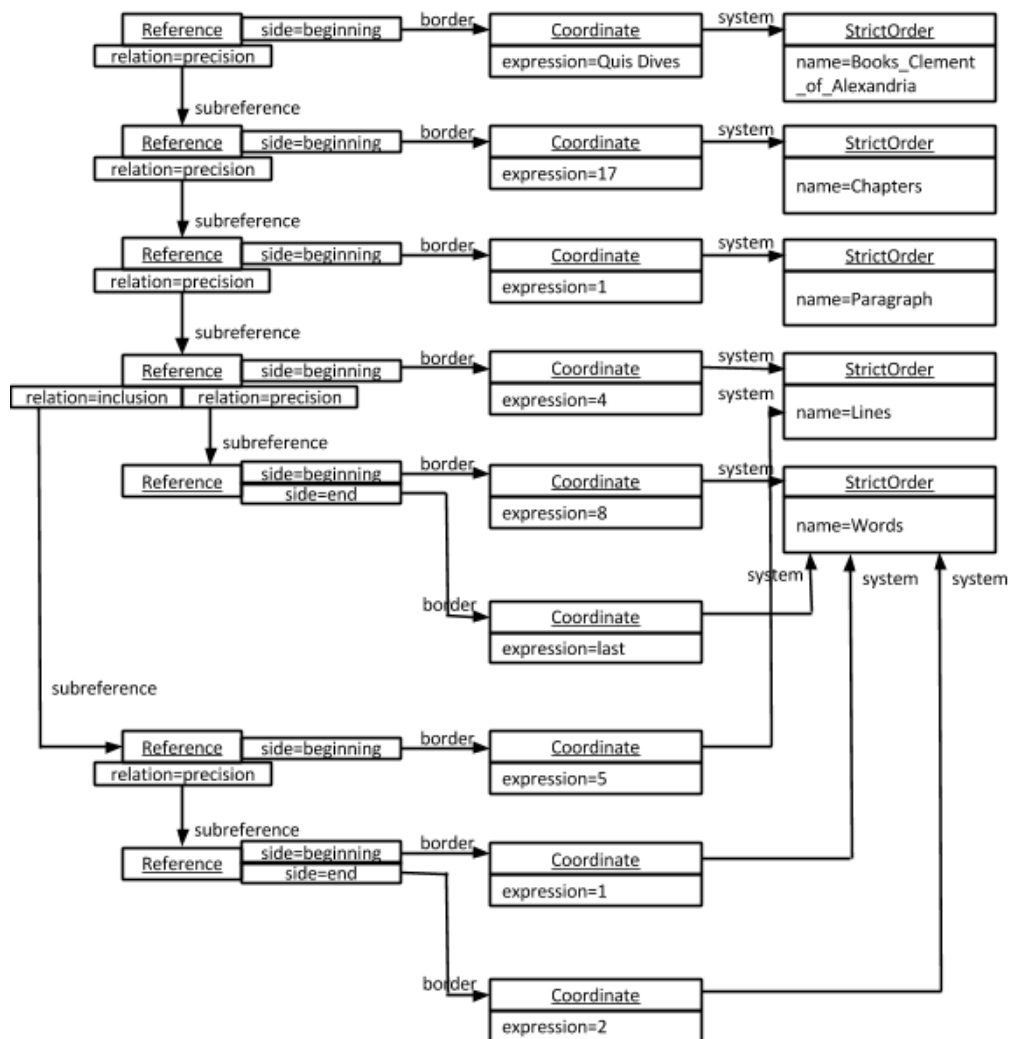 Reference side=beginning border Coordinate system StrictOrder
relation=precision expression=Quis Dives name=Books_Clement
_of_Alexandria
subreference
Reference side=beginning border Coordinate system StrictOrder
relation=precision expression=17 name=Chapters
subreference
Reference side=beginning border Coordinate system StrictOrder
relation=precision expression=1 name=Paragraph
subreference
Reference side=beginning border Coordinate system StrictOrder
relation=inclusion relation=precision expression=4 system name=Lines
subreference
Reference side=beginning border Coordinate system StrictOrder
side=end expression=8 name=Words
system system system
border Coordinate
expression=last
subreference
Reference side=beginning border Coordinate
relation=precision expression=5
subreference
Reference side=beginning border Coordinate
side=end expression=1
border Coordinate
expression=2